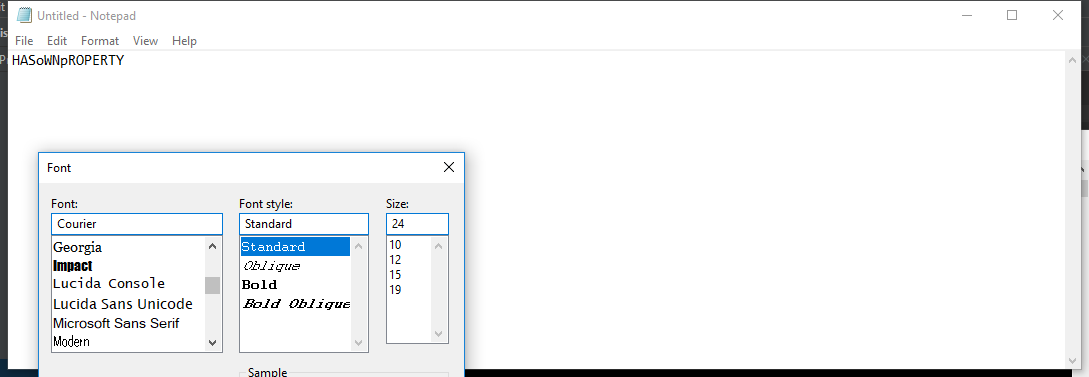 Untitled - Notepad
File Edit Format View Help
HASoWNpROPERTY
Font
Font: Font style: Size:
Courier Standard 24
Georgia Standard 10
Impact Oblique 12
Lucida Console Bold 15
Lucida Sans Unicode Bold Oblique 19
Microsoft Sans Serif
Modern
Sample